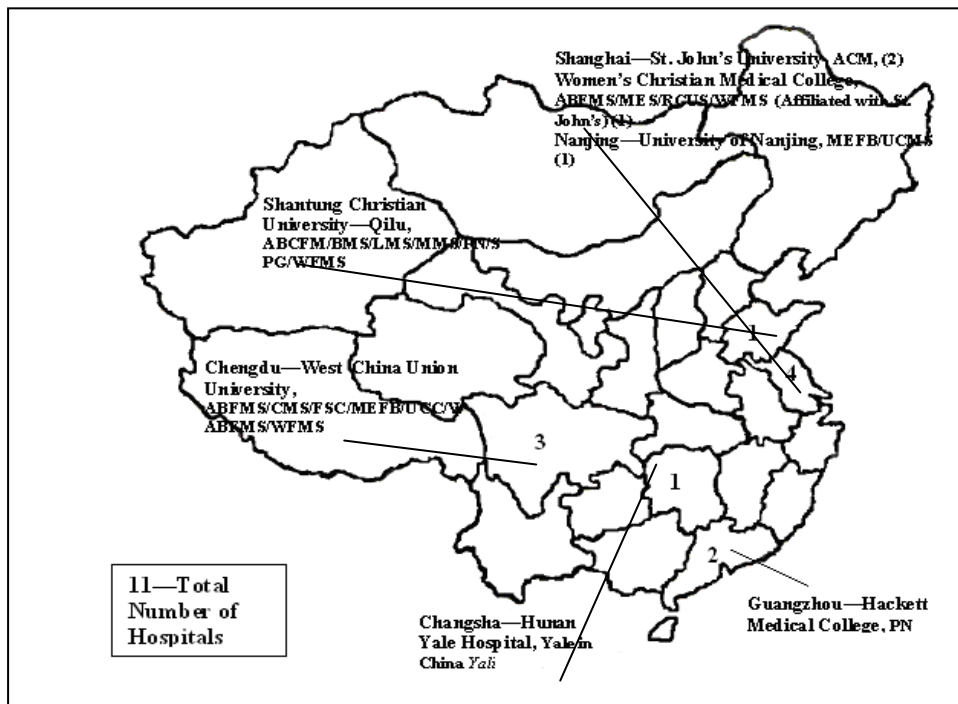 Shanghai—St. John's University, ACM, (2)
Women's Christian Medical College,
ABFMS/MES/RCUS/WFMS (Affiliated with St.
John's) (1)
Nanjing—University of Nanjing, MEFB/UCMS
(1)
Shantung Christian
University—Qilu,
ABCFM/BMS/LMS/MMS/PN/S
PG/WFMS
1
4
Chengdu—West China Union
University,
ABFMS/CMS/FSC/MEFB/UCC/W
ABFMS/WFMS
3
1
2
11—Total
Number of
Hospitals
Changsha—Hunan
Yale Hospital, Yale in
China Yali
Guangzhou—Hackett
Medical College, PN